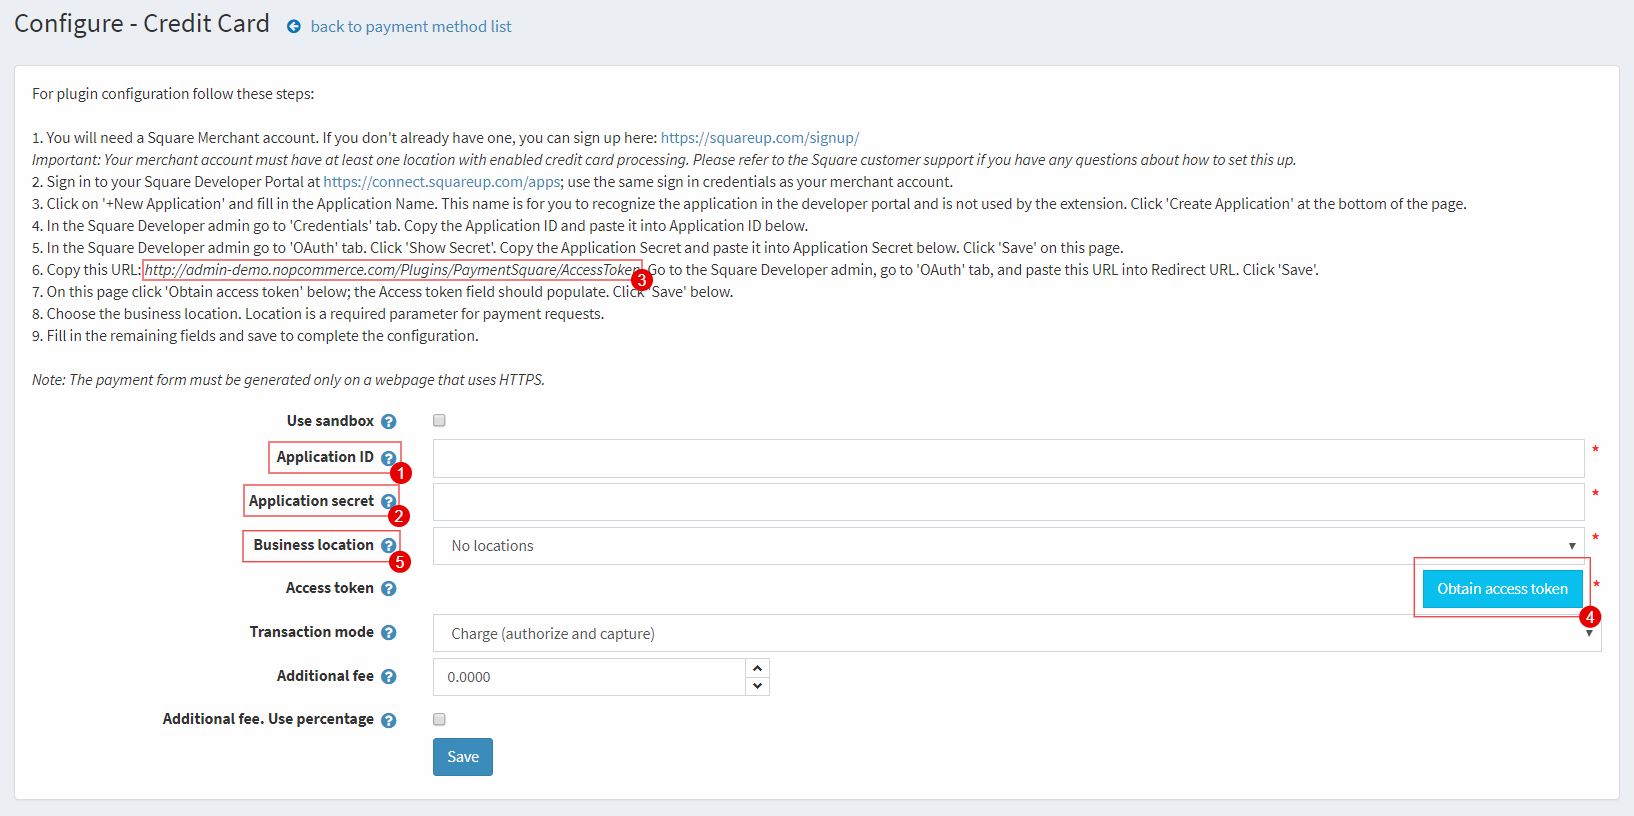 Configure - Credit Card back to payment method list
For plugin configuration follow these steps:
1. You will need a Square Merchant account. If you don't already have one, you can sign up here: https://squareup.com/signup/
Important: Your merchant account must have at least one location with enabled credit card processing. Please refer to the Square customer support if you have any questions about how to set this up.
2. Sign in to your Square Developer Portal at https://connect.squareup.com/apps; use the same sign in credentials as your merchant account.
3. Click on '+New Application' and fill in the Application Name. This name is for you to recognize the application in the developer portal and is not used by the extension. Click 'Create Application' at the bottom of the page.
4. In the Square Developer admin go to 'Credentials' tab. Copy the Application ID and paste it into Application ID below.
5. In the Square Developer admin go to 'OAuth' tab. Click 'Show Secret'. Copy the Application Secret and paste it into Application Secret below. Click 'Save' on this page.
6. Copy this URL: http://admin-demo.nopcommerce.com/Plugins/PaymentSquare/AccessToken Go to the Square Developer admin, go to 'OAuth' tab, and paste this URL into Redirect URL. Click 'Save'.
3
7. On this page click 'Obtain access token' below; the Access token field should populate. Click 'Save' below.
8. Choose the business location. Location is a required parameter for payment requests.
9. Fill in the remaining fields and save to complete the configuration.
Note: The payment form must be generated only on a webpage that uses HTTPS.
Use sandbox ?
Application ID ? *
1
Application secret ? *
2
Business location ? No locations *
5
Access token ? Obtain access token *
4
Transaction mode ? Charge (authorize and capture)
Additional fee ? 0.0000
Additional fee. Use percentage ?
Save